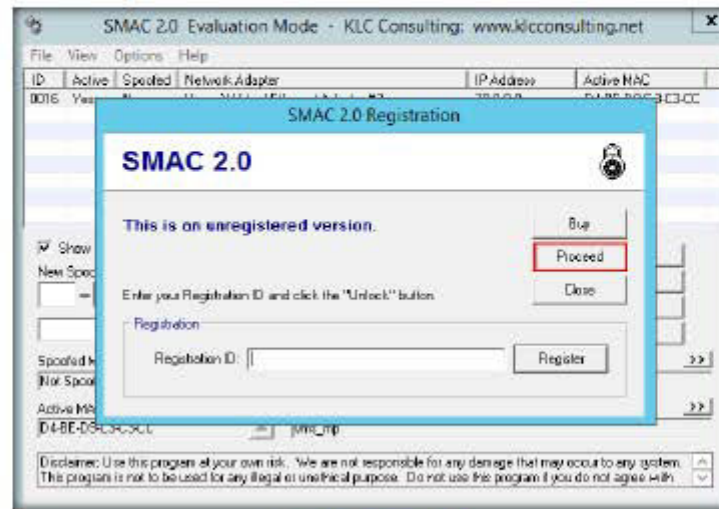 SMAC 2.0 Evaluation Mode - KLC Consulting: www.klcconsulting.net
File View Options Help
ID Active Spoofed Network Adapter IP Address Active MAC
0016
SMAC 2.0 Registration
SMAC 2.0
This is an unregistered version.
Buy
Proceed
Enter your Registration ID and click the "Unlock" button.
Close
Registration
Registration ID:
Register
Show
New Spoo
Spoofed M
>>
Not Spoo
Active MA
>>
Disclaimer: Use this program at your own risk. We are not responsible for any damage that may occur to any system.
This program is not to be used for any illegal or unethical purpose. Do not use this program if you do not agree with